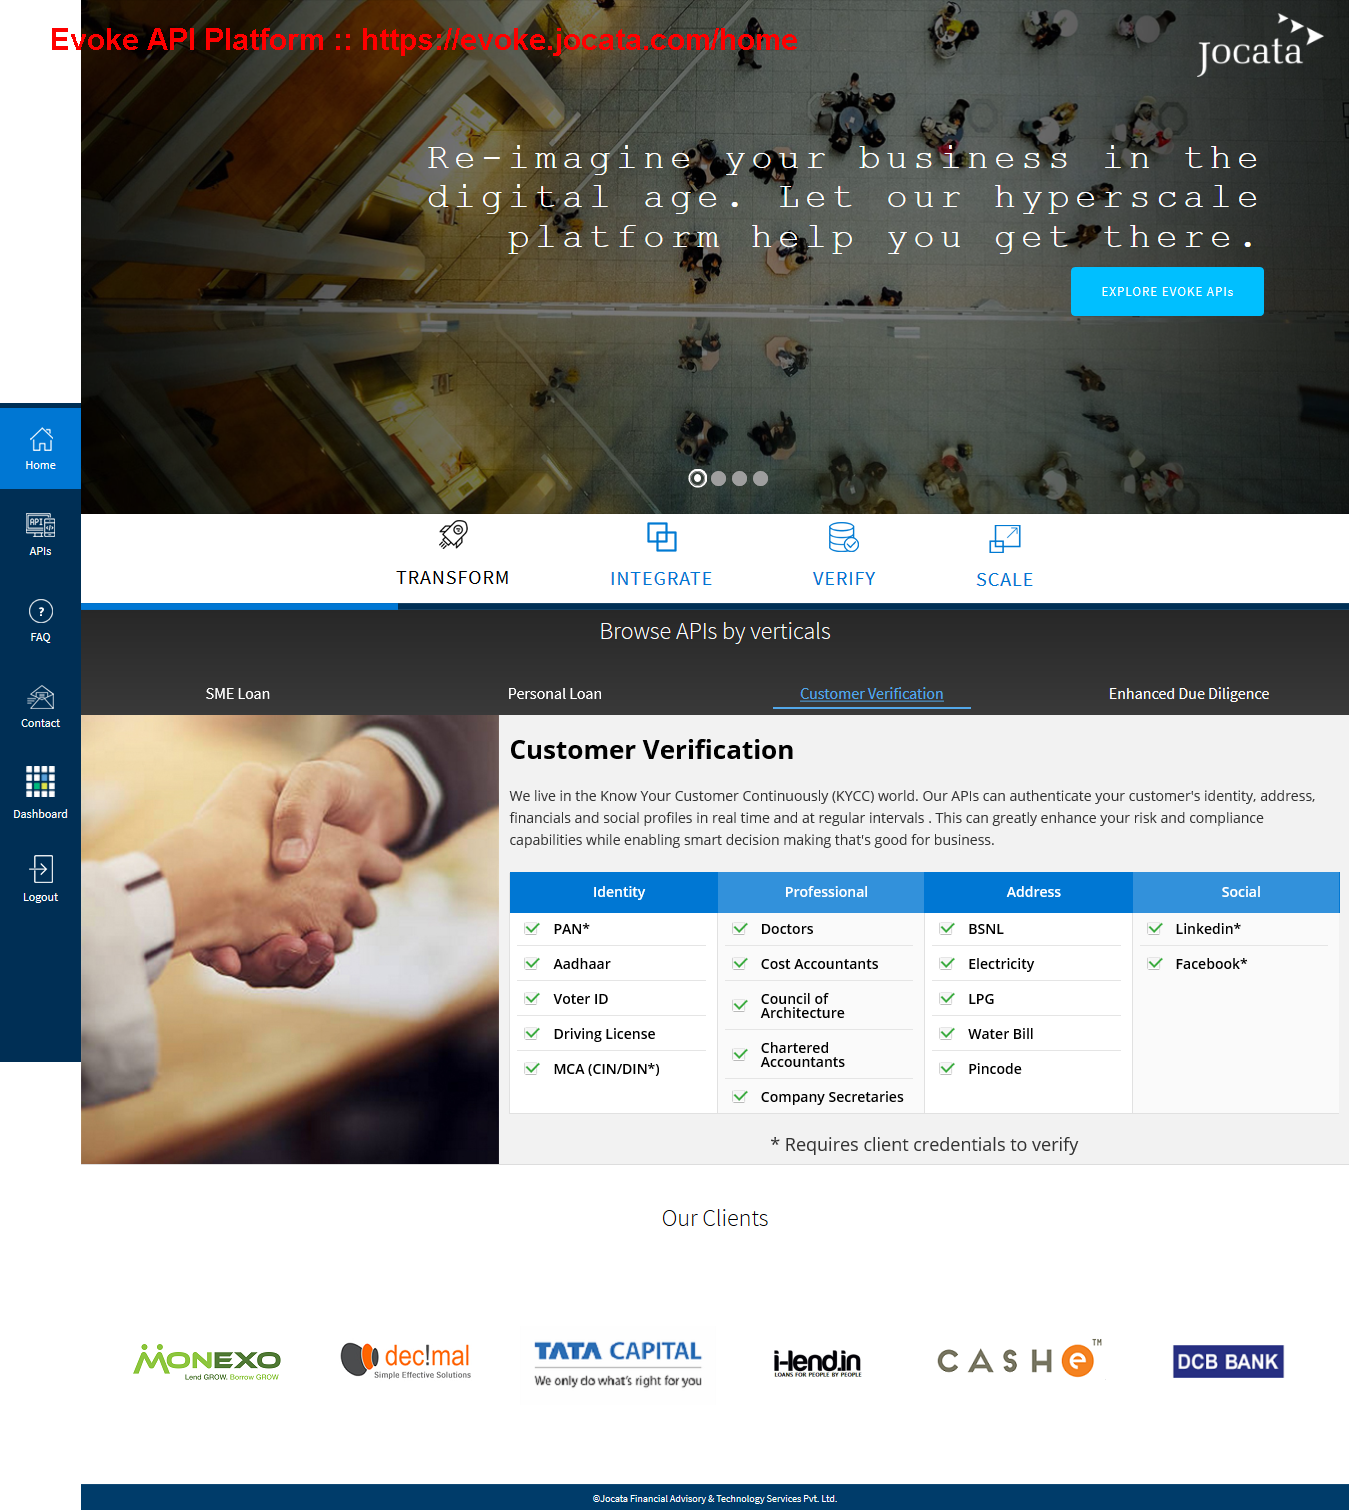 Evoke API Platform :: https://evoke.jocata.com/home
Jocata
Re-imagine your business in the
digital age. Let our hyperscale
platform help you get there.
EXPLORE EVOKE APIs
Home
APIs
FAQ
Contact
Dashboard
Logout
TRANSFORM
INTEGRATE
VERIFY
SCALE
Browse APIs by verticals
SME Loan
Personal Loan
Customer Verification
Enhanced Due Diligence
Customer Verification
We live in the Know Your Customer Continuously (KYCC) world. Our APIs can authenticate your customer's identity, address,
financials and social profiles in real time and at regular intervals . This can greatly enhance your risk and compliance
capabilities while enabling smart decision making that's good for business.
Identity
PAN*
Aadhaar
Voter ID
Driving License
MCA (CIN/DIN*)
Professional
Doctors
Cost Accountants
Council of
Architecture
Chartered
Accountants
Company Secretaries
Address
BSNL
Electricity
LPG
Water Bill
Pincode
Social
Linkedin*
Facebook*
* Requires client credentials to verify
Our Clients
MONEXO
Lend GROW. Borrow GROW
dec!mal
Simple Effective Solutions
TATA CAPITAL
We only do what's right for you
i-lend.in
LOANS FOR PEOPLE BY PEOPLE
CASHe TM
DCB BANK
©Jocata Financial Advisory & Technology Services Pvt. Ltd.